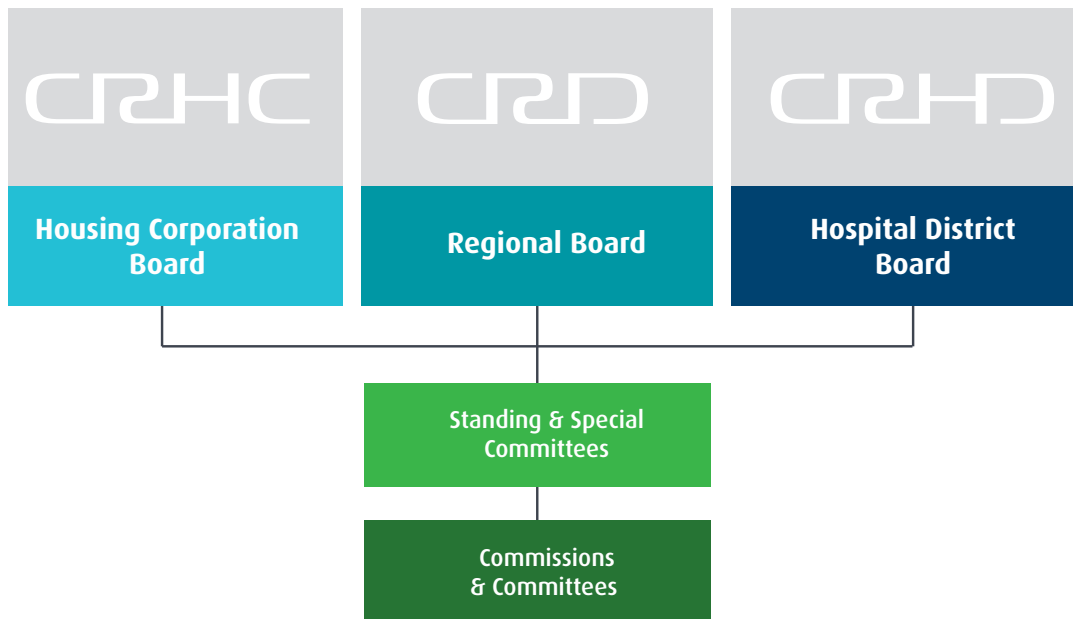 CRHC
CRD
CRHD
Housing Corporation
Board
Regional Board
Hospital District
Board
Standing & Special
Committees
Commissions
& Committees